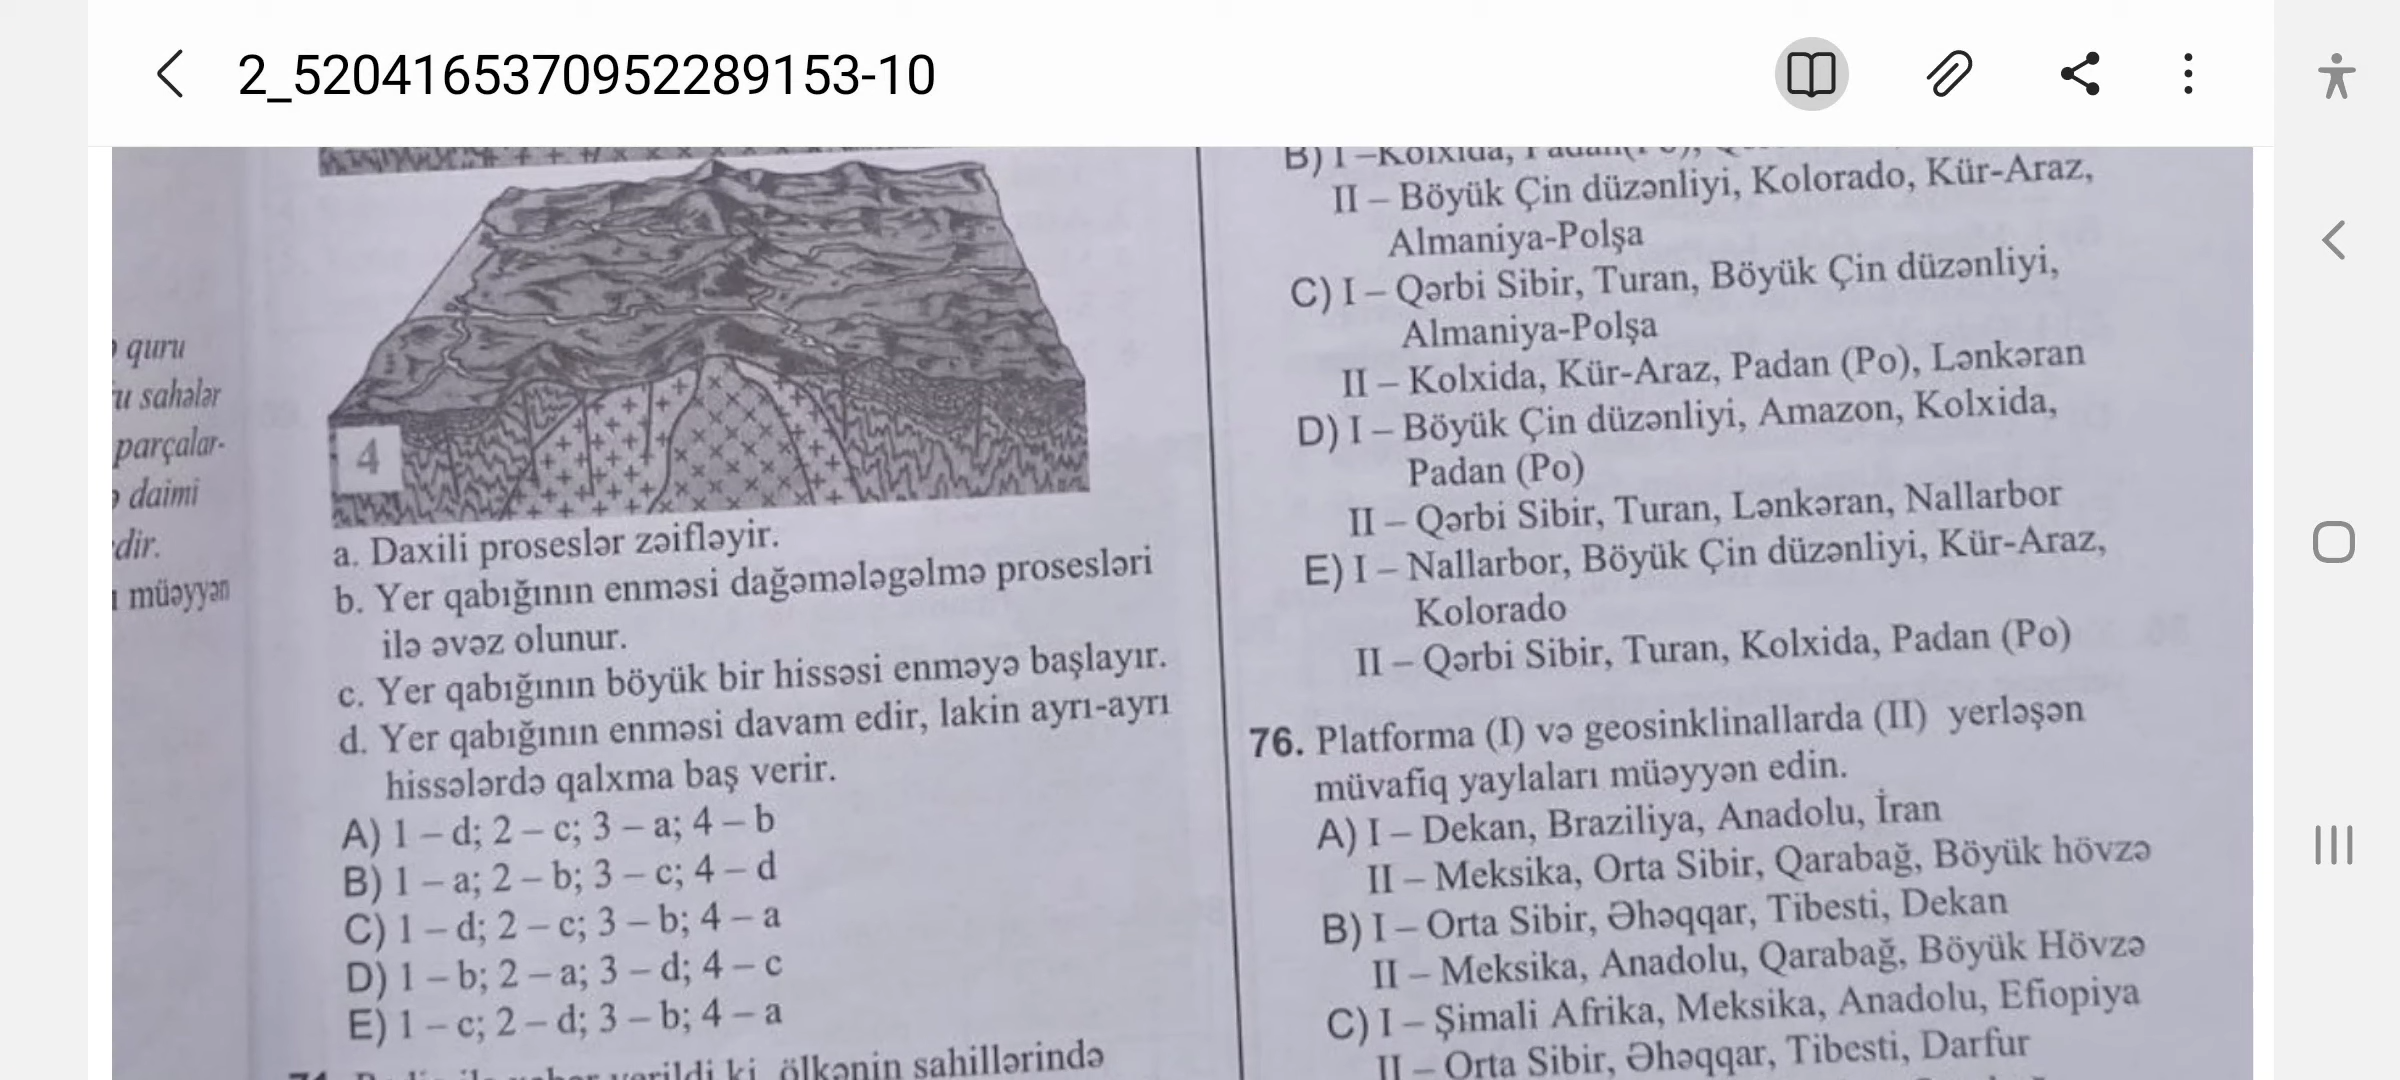 2_5204165370952289153-10
quru
sahələr
parçalar-
daimi
dir.
müəyyən
4
a. Daxili proseslər zəifləyir.
b. Yer qabığının enməsi dağəmələgəlmə prosesləri
ilə əvəz olunur.
c. Yer qabığının böyük bir hissəsi enməyə başlayır.
d. Yer qabığının enməsi davam edir, lakin ayrı-ayrı
hissələrdə qalxma baş verir.
A) 1 – d; 2 – c; 3 – a; 4 – b
B) 1 – a; 2 – b; 3 – c; 4 – d
C) 1 – d; 2 – c; 3 – b; 4 – a
D) 1 – b; 2 – a; 3 – d; 4 – c
E) 1 – c; 2 – d; 3 – b; 4 – a
verildi ki, ölkənin sahillərində
B) I –Kolxida,
II – Böyük Çin düzənliyi, Kolorado, Kür-Araz,
Almaniya-Polşa
C) I – Qərbi Sibir, Turan, Böyük Çin düzənliyi,
Almaniya-Polşa
II – Kolxida, Kür-Araz, Padan (Po), Lənkəran
D) I – Böyük Çin düzənliyi, Amazon, Kolxida,
Padan (Po)
II – Qərbi Sibir, Turan, Lənkəran, Nallarbor
E) I – Nallarbor, Böyük Çin düzənliyi, Kür-Araz,
Kolorado
II – Qərbi Sibir, Turan, Kolxida, Padan (Po)
76. Platforma (I) və geosinklinallarda (II) yerləşən
müvafiq yaylaları müəyyən edin.
A) I – Dekan, Braziliya, Anadolu, İran
II – Meksika, Orta Sibir, Qarabağ, Böyük hövzə
B) I – Orta Sibir, Əhəqqar, Tibesti, Dekan
II – Meksika, Anadolu, Qarabağ, Böyük Hövzə
C) I – Şimali Afrika, Meksika, Anadolu, Efiopiya
II – Orta Sibir, Əhəqqar, Tibesti, Darfur